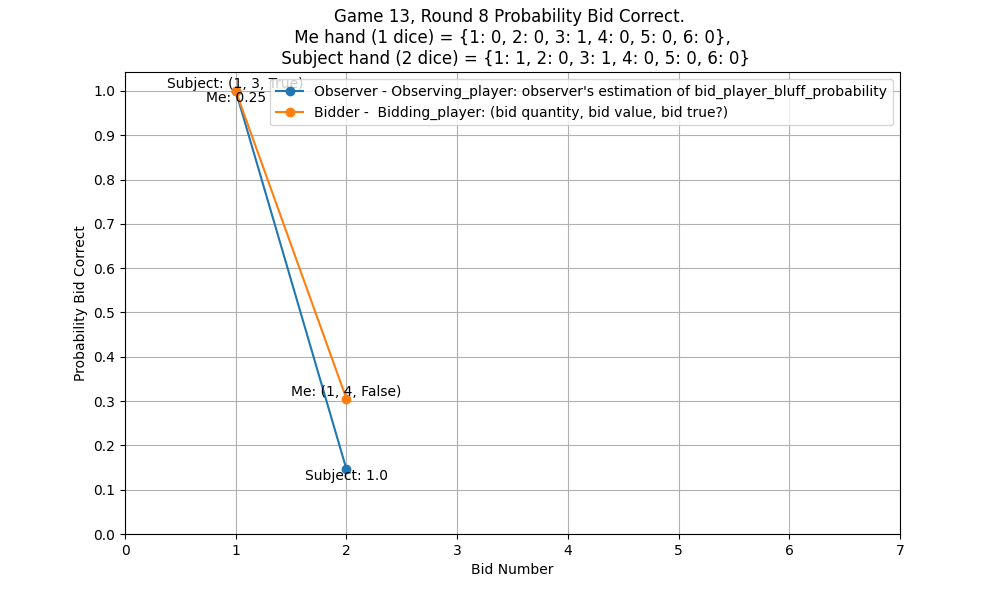 Game 13, Round 8 Probability Bid Correct.
Me hand (1 dice) = {1: 0, 2: 0, 3: 1, 4: 0, 5: 0, 6: 0},
Subject hand (2 dice) = {1: 1, 2: 0, 3: 1, 4: 0, 5: 0, 6: 0}
Subject: (1, 3, True)
Me: 0.25
Observer - Observing_player: observer's estimation of bid_player_bluff_probability
Bidder -  Bidding_player: (bid quantity, bid value, bid true?)
Me: (1, 4, False)
Subject: 1.0
Probability Bid Correct
1.0
0.9
0.8
0.7
0.6
0.5
0.4
0.3
0.2
0.1
0.0
0 1 2 3 4 5 6 7
Bid Number